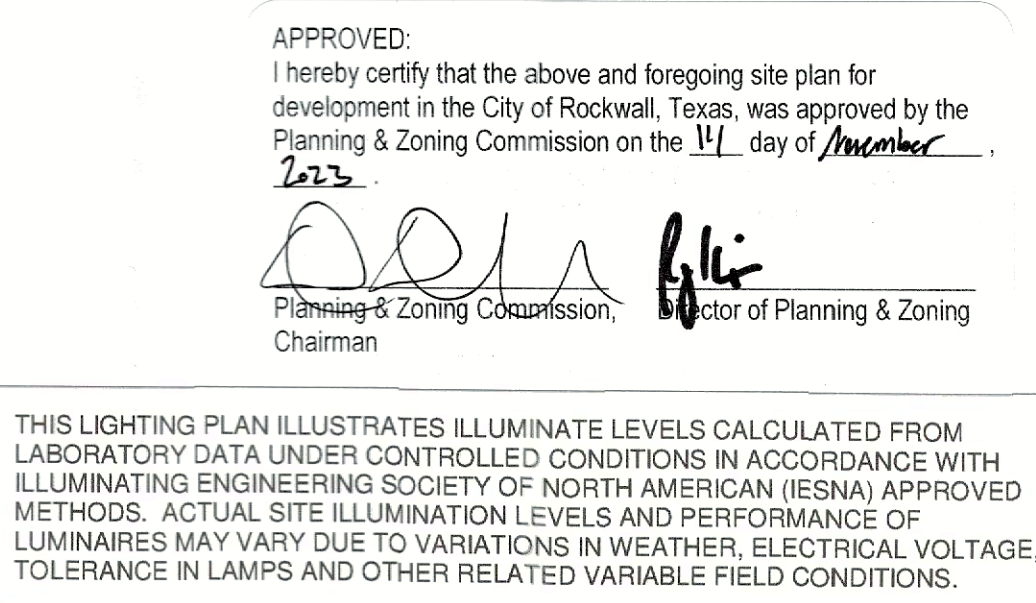 APPROVED:
I hereby certify that the above and foregoing site plan for
development in the City of Rockwall, Texas, was approved by the
Planning & Zoning Commission on the 14 day of November,
2023.
Planning & Zoning Commission,
Chairman
Director of Planning & Zoning
THIS LIGHTING PLAN ILLUSTRATES ILLUMINATE LEVELS CALCULATED FROM
LABORATORY DATA UNDER CONTROLLED CONDITIONS IN ACCORDANCE WITH
ILLUMINATING ENGINEERING SOCIETY OF NORTH AMERICAN (IESNA) APPROVED
METHODS. ACTUAL SITE ILLUMINATION LEVELS AND PERFORMANCE OF
LUMINAIRES MAY VARY DUE TO VARIATIONS IN WEATHER, ELECTRICAL VOLTAGE,
TOLERANCE IN LAMPS AND OTHER RELATED VARIABLE FIELD CONDITIONS.